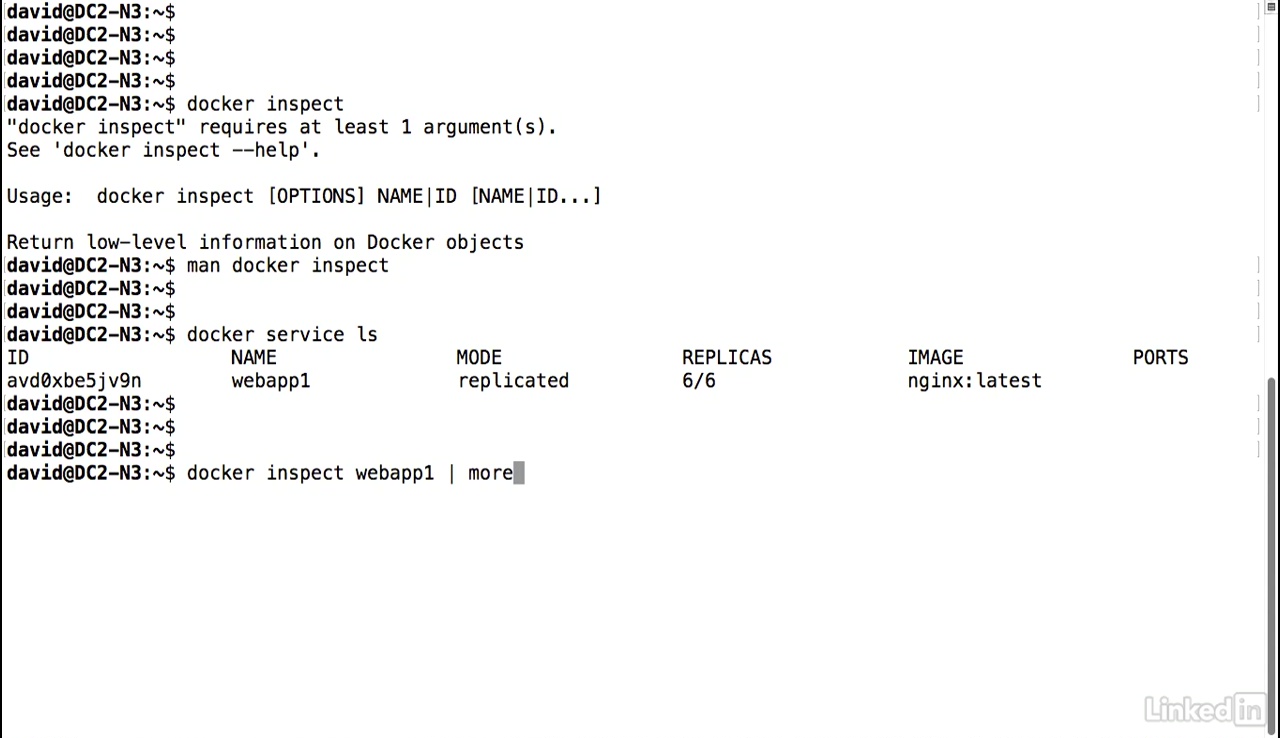 david@DC2-N3:~$
david@DC2-N3:~$
david@DC2-N3:~$
david@DC2-N3:~$
david@DC2-N3:~$ docker inspect
"docker inspect" requires at least 1 argument(s).
See 'docker inspect --help'.
Usage:  docker inspect [OPTIONS] NAME|ID [NAME|ID...]
Return low-level information on Docker objects
david@DC2-N3:~$ man docker inspect
david@DC2-N3:~$
david@DC2-N3:~$
david@DC2-N3:~$ docker service ls
ID NAME MODE REPLICAS IMAGE PORTS
avd0xbe5jv9n webapp1 replicated 6/6 nginx:latest
david@DC2-N3:~$
david@DC2-N3:~$
david@DC2-N3:~$
david@DC2-N3:~$ docker inspect webapp1 | more
Linked in